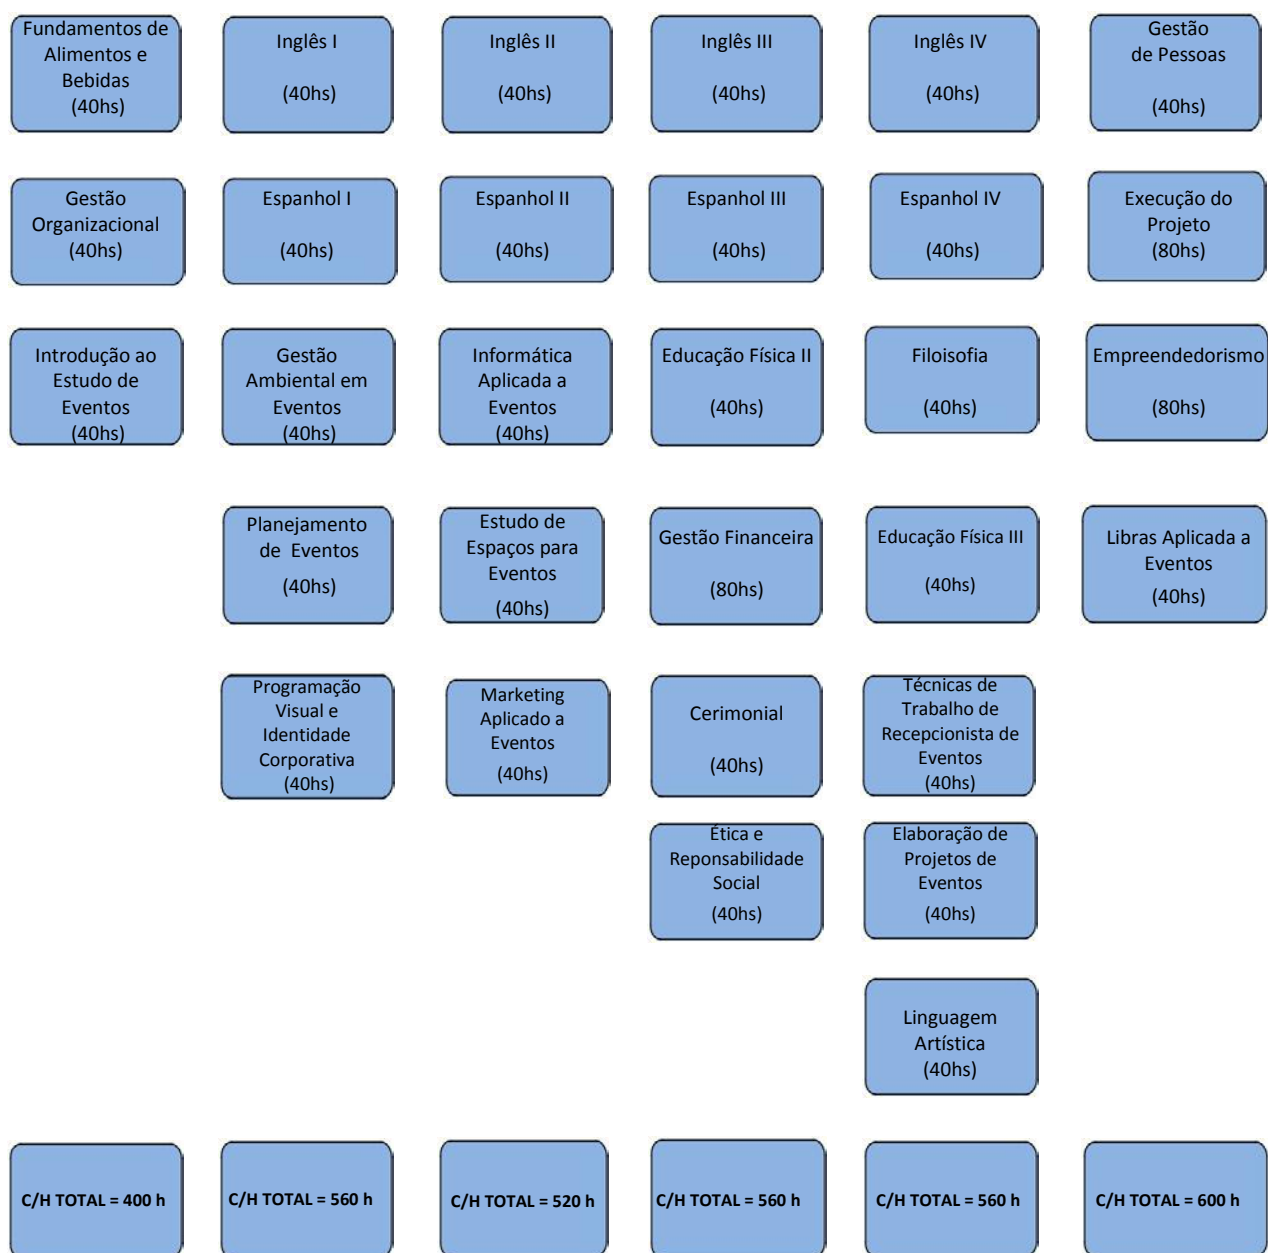 Fundamentos de
Alimentos e
Bebidas
(40hs)
Inglês I
(40hs)
Inglês II
(40hs)
Inglês III
(40hs)
Inglês IV
(40hs)
Gestão
de Pessoas
(40hs)
Gestão
Organizacional
(40hs)
Espanhol I
(40hs)
Espanhol II
(40hs)
Espanhol III
(40hs)
Espanhol IV
(40hs)
Execução do
Projeto
(80hs)
Introdução ao
Estudo de
Eventos
(40hs)
Gestão
Ambiental em
Eventos
(40hs)
Informática
Aplicada a
Eventos
(40hs)
Educação Física II
(40hs)
Filoisofia
(40hs)
Empreendedorismo
(80hs)
Planejamento
de Eventos
(40hs)
Estudo de
Espaços para
Eventos
(40hs)
Gestão Financeira
(80hs)
Educação Física III
(40hs)
Libras Aplicada a
Eventos
(40hs)
Programação
Visual e
Identidade
Corporativa
(40hs)
Marketing
Aplicado a
Eventos
(40hs)
Cerimonial
(40hs)
Técnicas de
Trabalho de
Recepcionista de
Eventos
(40hs)
Ética e
Reponsabilidade
Social
(40hs)
Elaboração de
Projetos de
Eventos
(40hs)
Linguagem
Artística
(40hs)
C/H TOTAL = 400 h
C/H TOTAL = 560 h
C/H TOTAL = 520 h
C/H TOTAL = 560 h
C/H TOTAL = 560 h
C/H TOTAL = 600 h